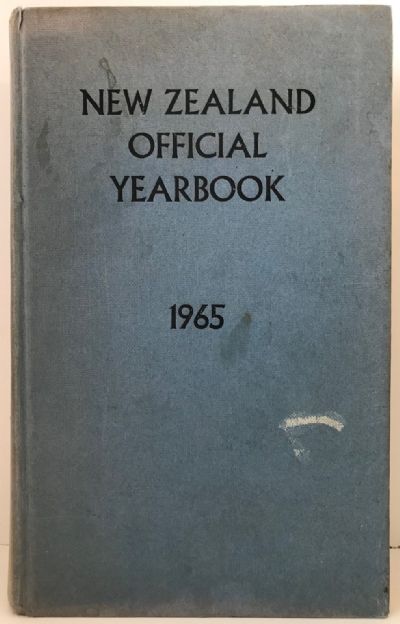 NEW ZEALAND
OFFICIAL
YEARBOOK
1965